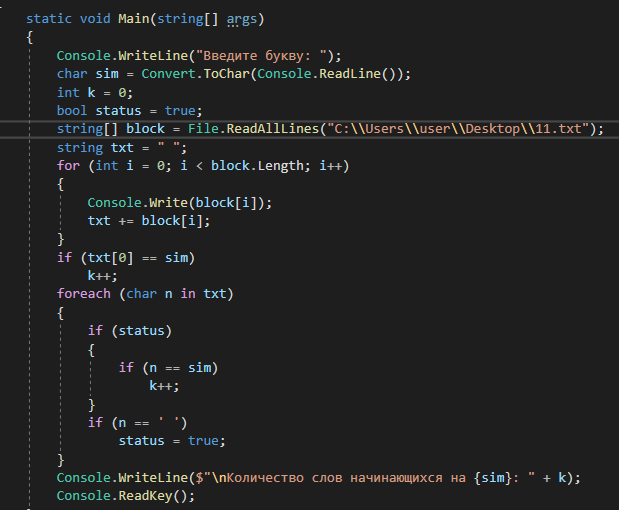 static void Main(string[] args)
{
Console.WriteLine("Введите букву: ");
char sim = Convert.ToChar(Console.ReadLine());
int k = 0;
bool status = true;
string[] block = File.ReadAllLines("C:\\Users\\user\\Desktop\\11.txt");
string txt = " ";
for (int i = 0; i < block.Length; i++)
{
Console.Write(block[i]);
txt += block[i];
}
if (txt[0] == sim)
k++;
foreach (char n in txt)
{
if (status)
{
if (n == sim)
k++;
}
if (n == ' ')
status = true;
}
Console.WriteLine($"\nКоличество слов начинающихся на {sim}: " + k);
Console.ReadKey();